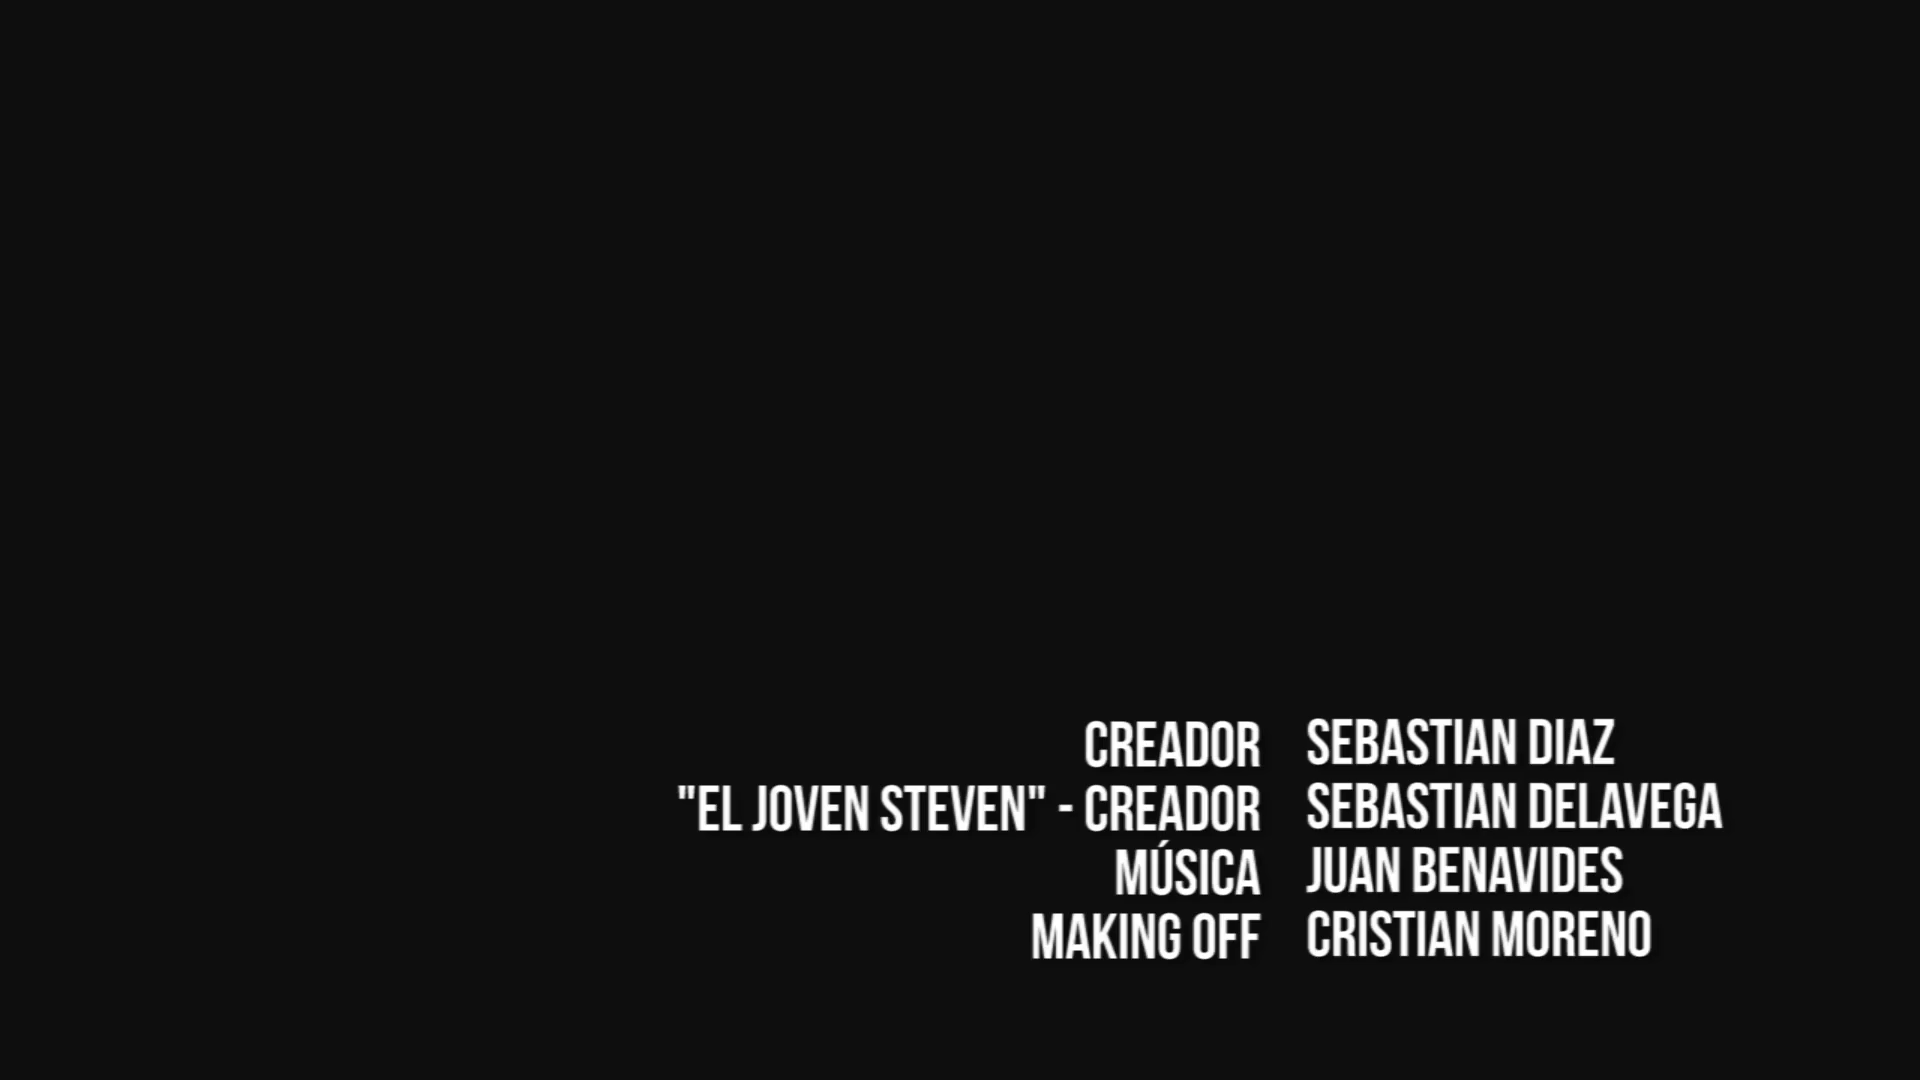 CREADOR SEBASTIAN DIAZ
"EL JOVEN STEVEN" - CREADOR SEBASTIAN DELAVEGA
MÚSICA JUAN BENAVIDES
MAKING OFF CRISTIAN MORENO